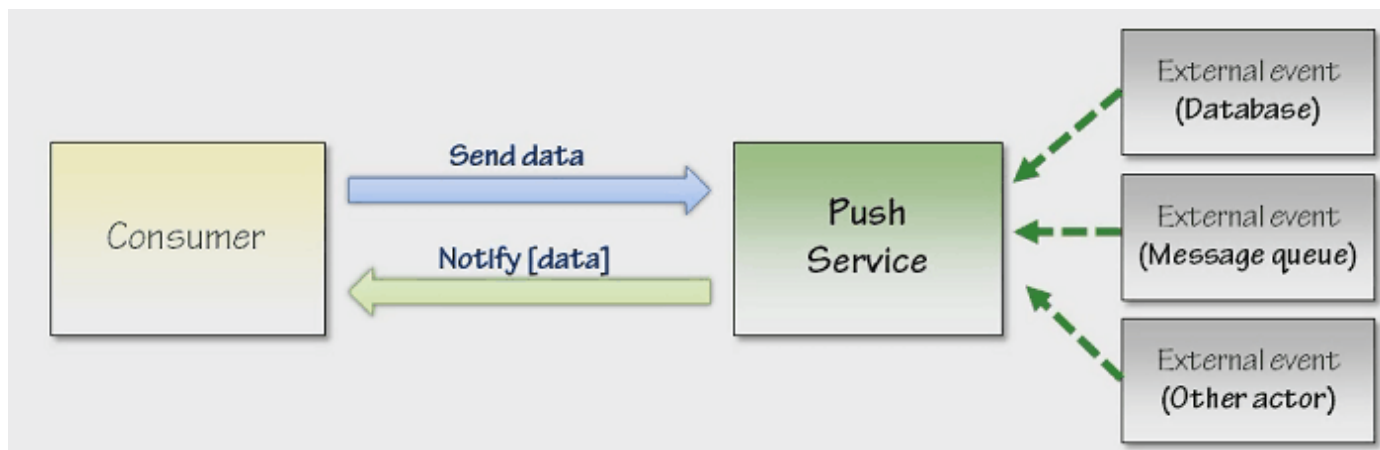 External event
(Database)
Send data
Push
Service
Consumer
Notify [data]
External event
(Message queue)
External event
(Other actor)